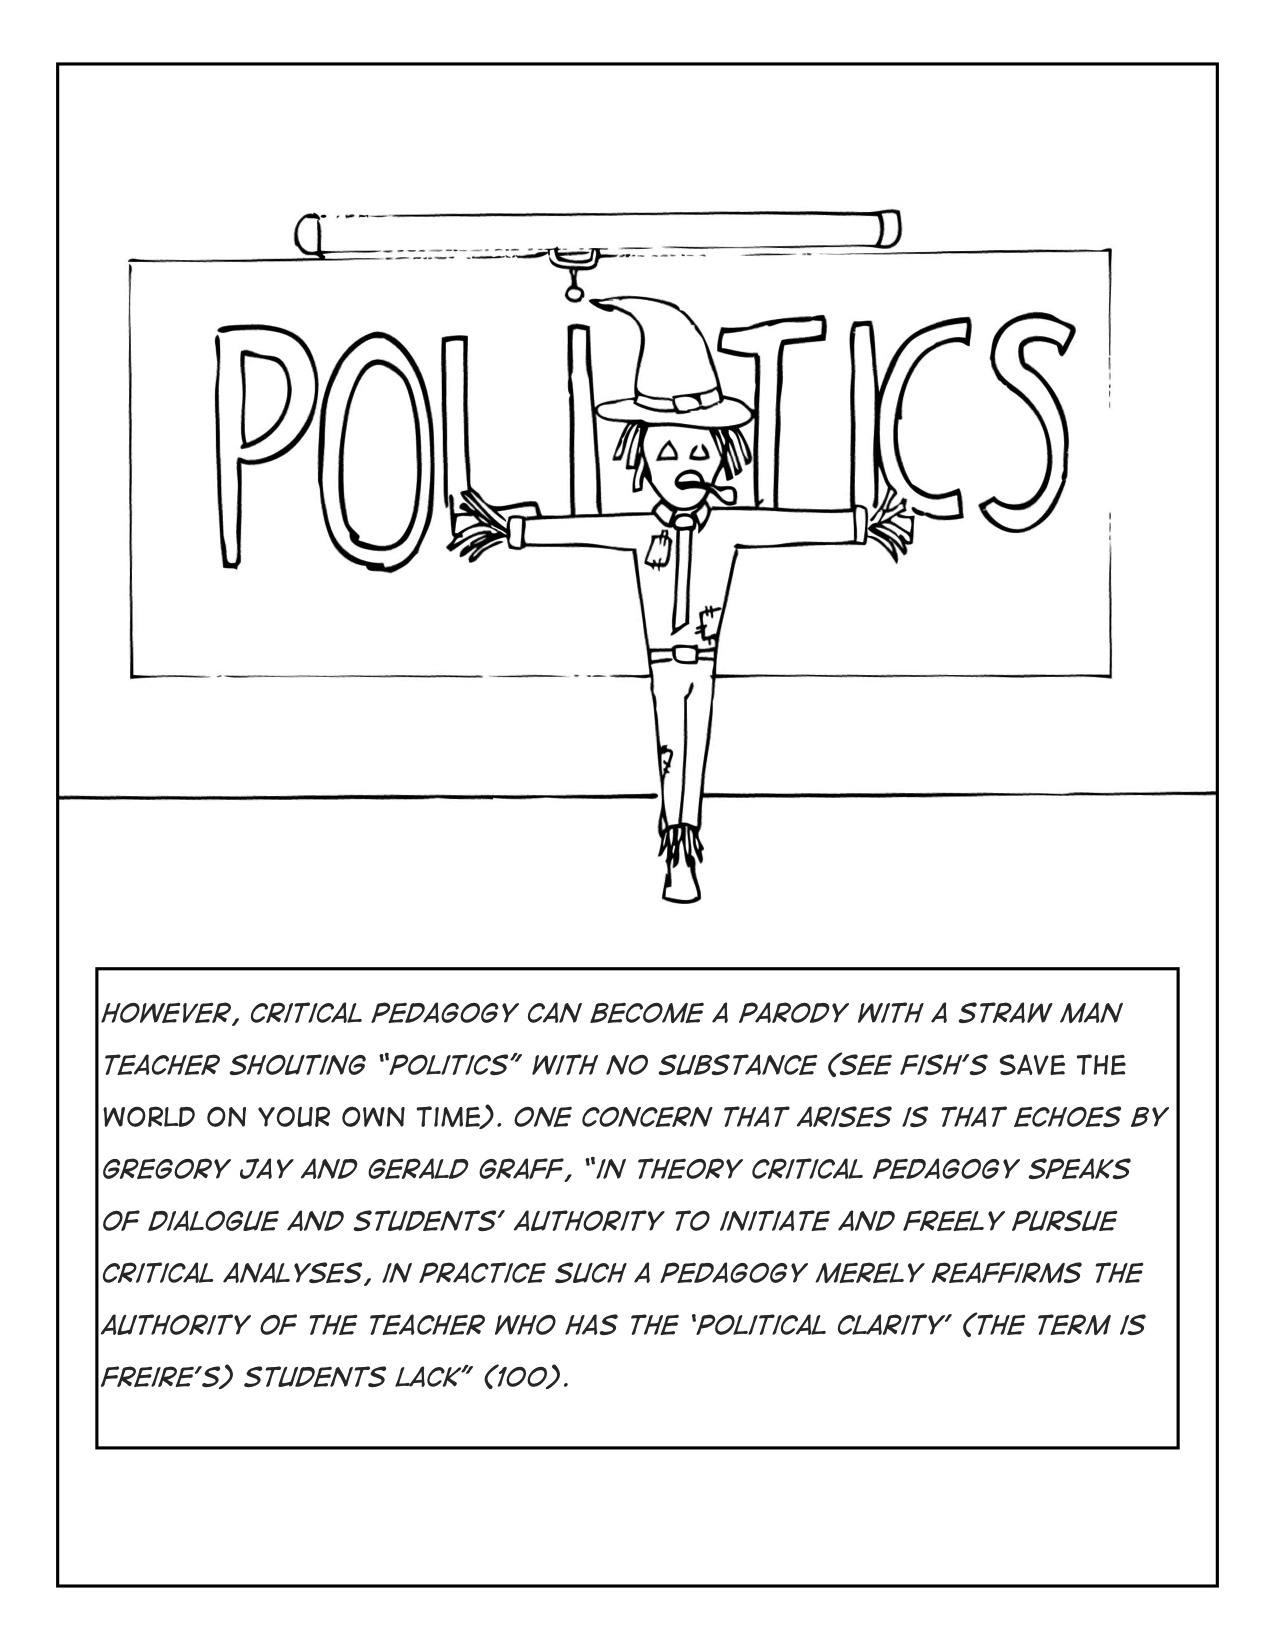 POLITICS
HOWEVER, CRITICAL PEDAGOGY CAN BECOME A PARODY WITH A STRAW MAN
TEACHER SHOUTING “POLITICS” WITH NO SUBSTANCE (SEE FISH’S SAVE THE
WORLD ON YOUR OWN TIME). ONE CONCERN THAT ARISES IS THAT ECHOES BY
GREGORY JAY AND GERALD GRAFF, “IN THEORY CRITICAL PEDAGOGY SPEAKS
OF DIALOGUE AND STUDENTS’ AUTHORITY TO INITIATE AND FREELY PURSUE
CRITICAL ANALYSES, IN PRACTICE SUCH A PEDAGOGY MERELY REAFFIRMS THE
AUTHORITY OF THE TEACHER WHO HAS THE ‘POLITICAL CLARITY’ (THE TERM IS
FREIRE’S) STUDENTS LACK” (100).